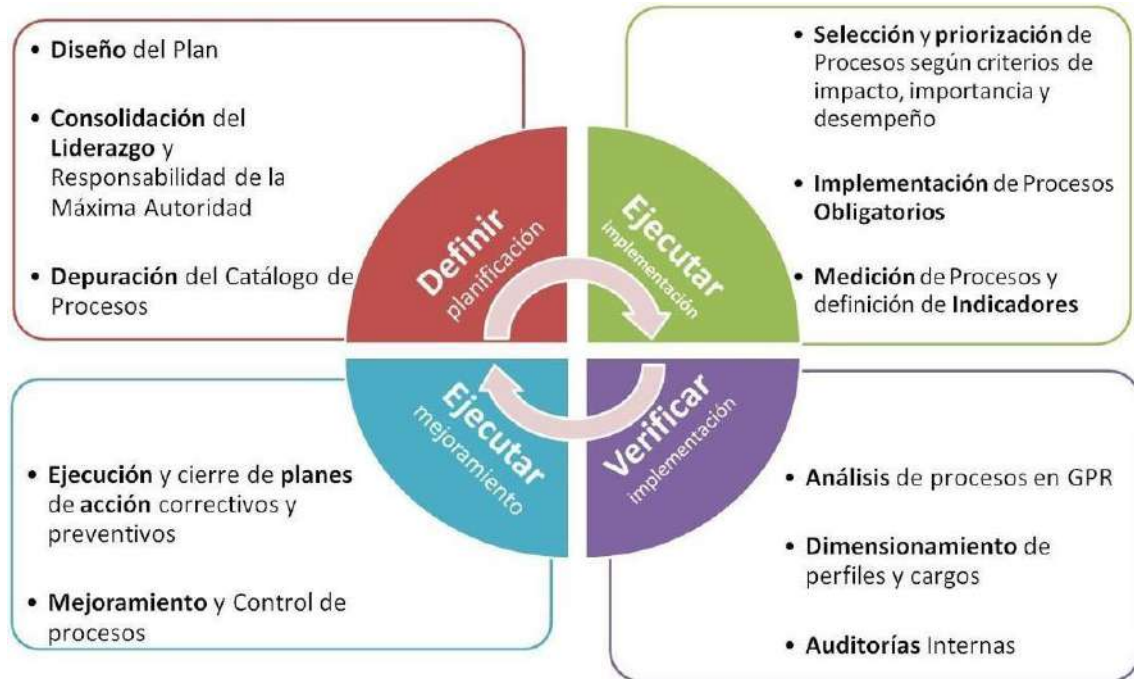 • Diseño del Plan
• Consolidación del
Liderazgo y
Responsabilidad de la
Máxima Autoridad
• Depuración del Catálogo de
Procesos
Definir
planificación
• Selección y priorización de
Procesos según criterios de
impacto, importancia y
desempeño
• Implementación de Procesos
Obligatorios
• Medición de Procesos y
definición de Indicadores
Ejecutar
implementación
• Ejecución y cierre de planes
de acción correctivos y
preventivos
• Mejoramiento y Control de
procesos
Ejecutar
mejoramiento
Verificar
implementación
• Análisis de procesos en GPR
• Dimensionamiento de
perfiles y cargos
• Auditorías Internas